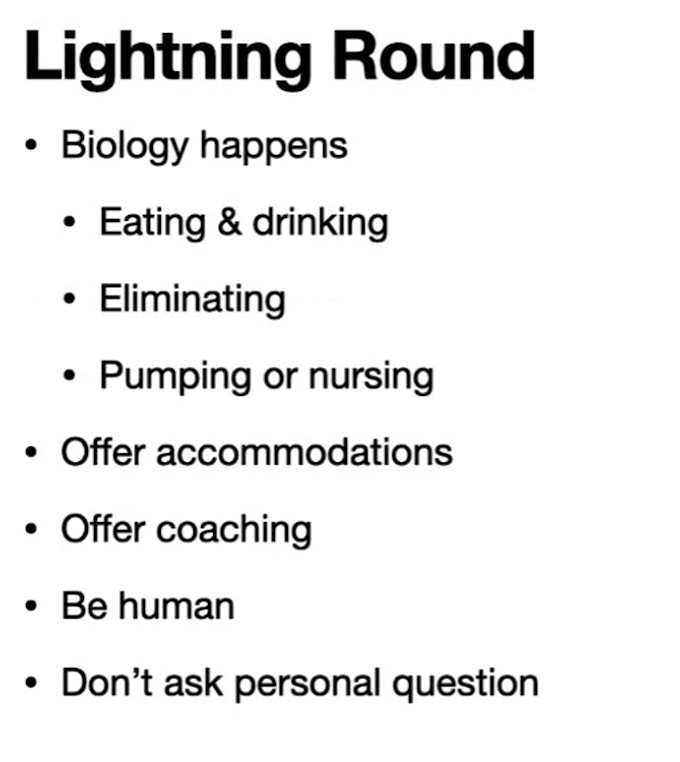 Lightning Round
• Biology happens
• Eating & drinking
• Eliminating
• Pumping or nursing
• Offer accommodations
• Offer coaching
• Be human
• Don’t ask personal question